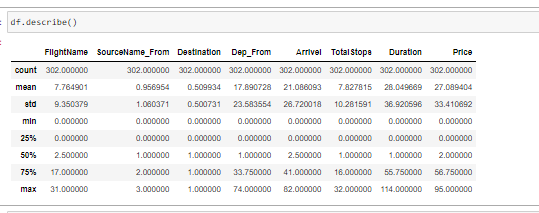 df.describe()
FlightName SourceName_From Destination Dep_From Arrivel TotalStops Duration Price
count 302.000000 302.000000 302.000000 302.000000 302.000000 302.000000 302.000000 302.000000
mean 7.764901 0.956954 0.509934 17.890728 21.086093 7.827815 28.049669 27.089404
std 9.350379 1.060371 0.500731 23.583554 26.720018 10.281591 36.920596 33.410692
min 0.000000 0.000000 0.000000 0.000000 0.000000 0.000000 0.000000 0.000000
25% 0.000000 0.000000 0.000000 0.000000 0.000000 0.000000 0.000000 0.000000
50% 2.500000 1.000000 1.000000 1.000000 2.500000 1.000000 1.000000 2.000000
75% 17.000000 2.000000 1.000000 33.750000 41.000000 16.000000 55.750000 56.750000
max 31.000000 3.000000 1.000000 74.000000 82.000000 32.000000 114.000000 95.000000